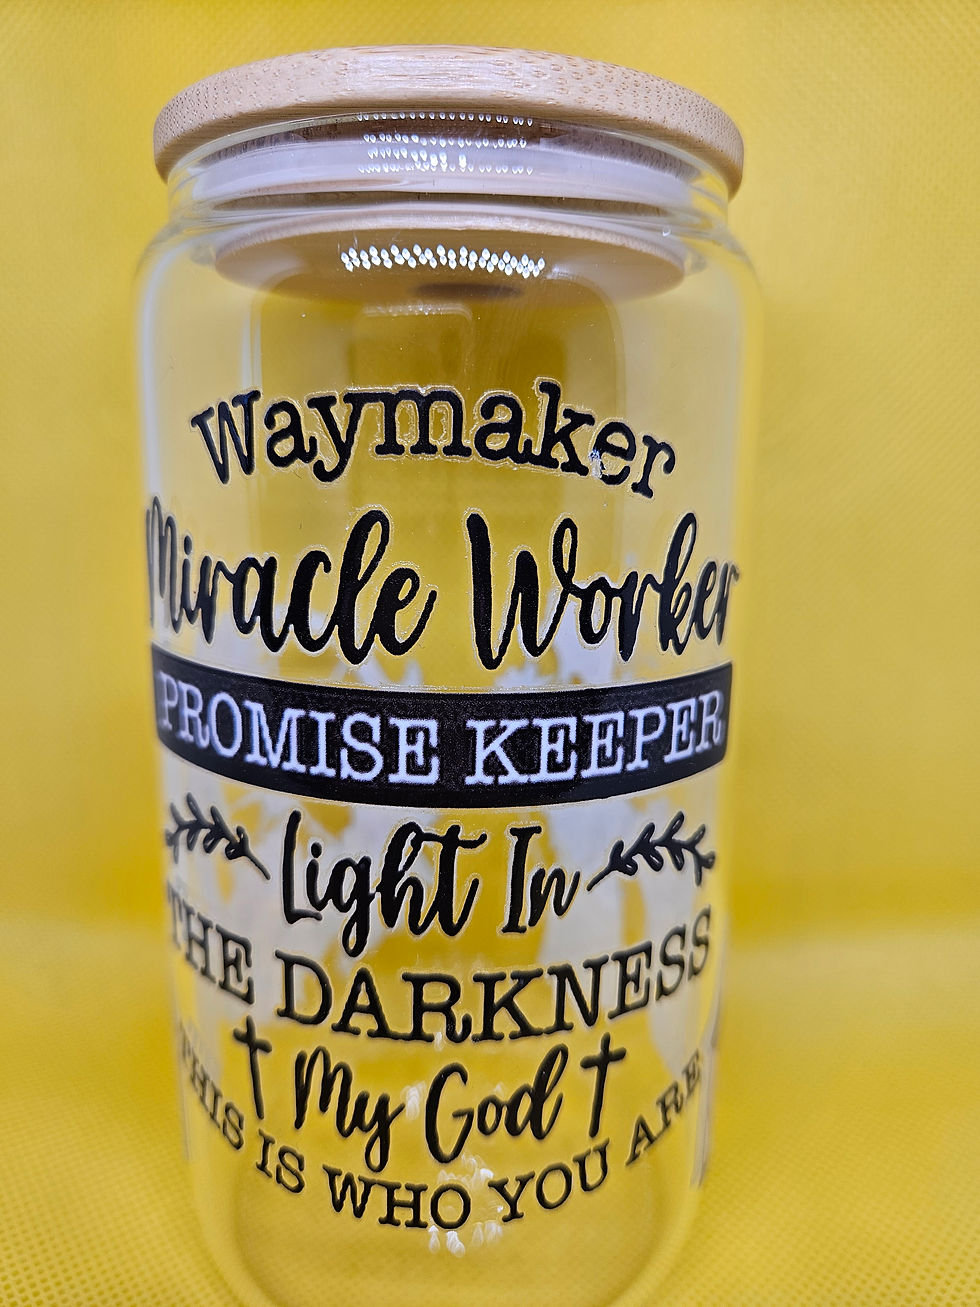 Waymaker
Miracle Worker
PROMISE KEEPER
Light In
THE DARKNESS
My God
THIS IS WHO YOU ARE